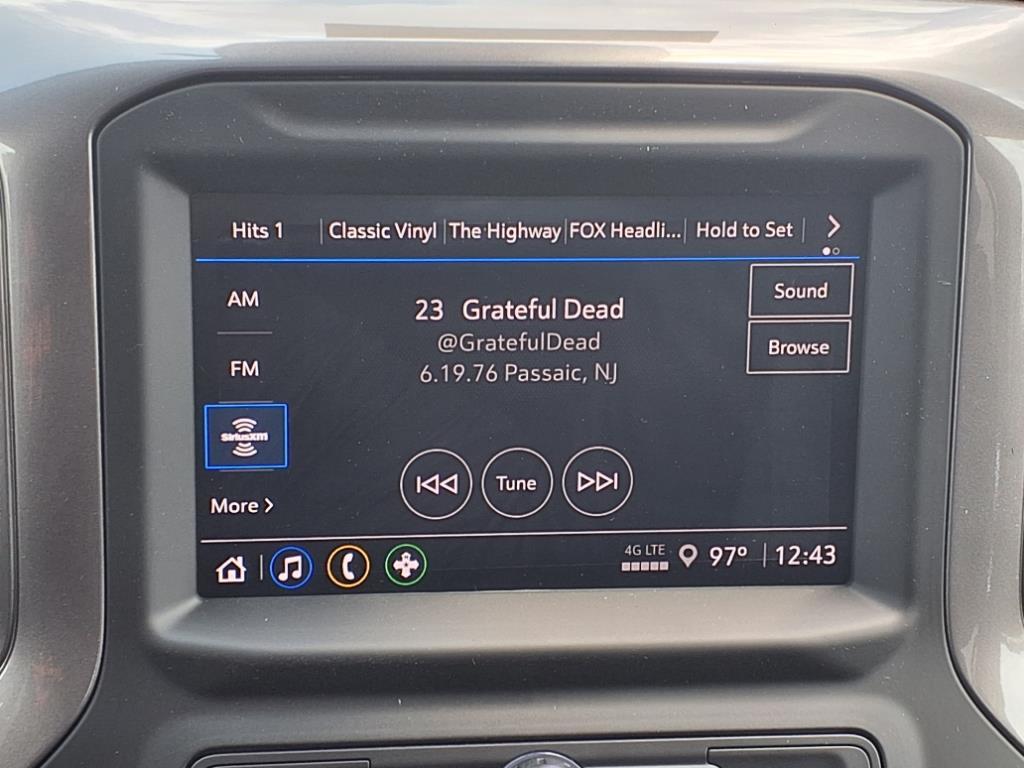 Hits 1 Classic Vinyl The Highway FOX Headli... Hold to Set
AM
FM
SiriusXM
More
23 Grateful Dead
@GratefulDead
6.19.76 Passaic, NJ
Tune
Sound
Browse
4G LTE
97° 12:43